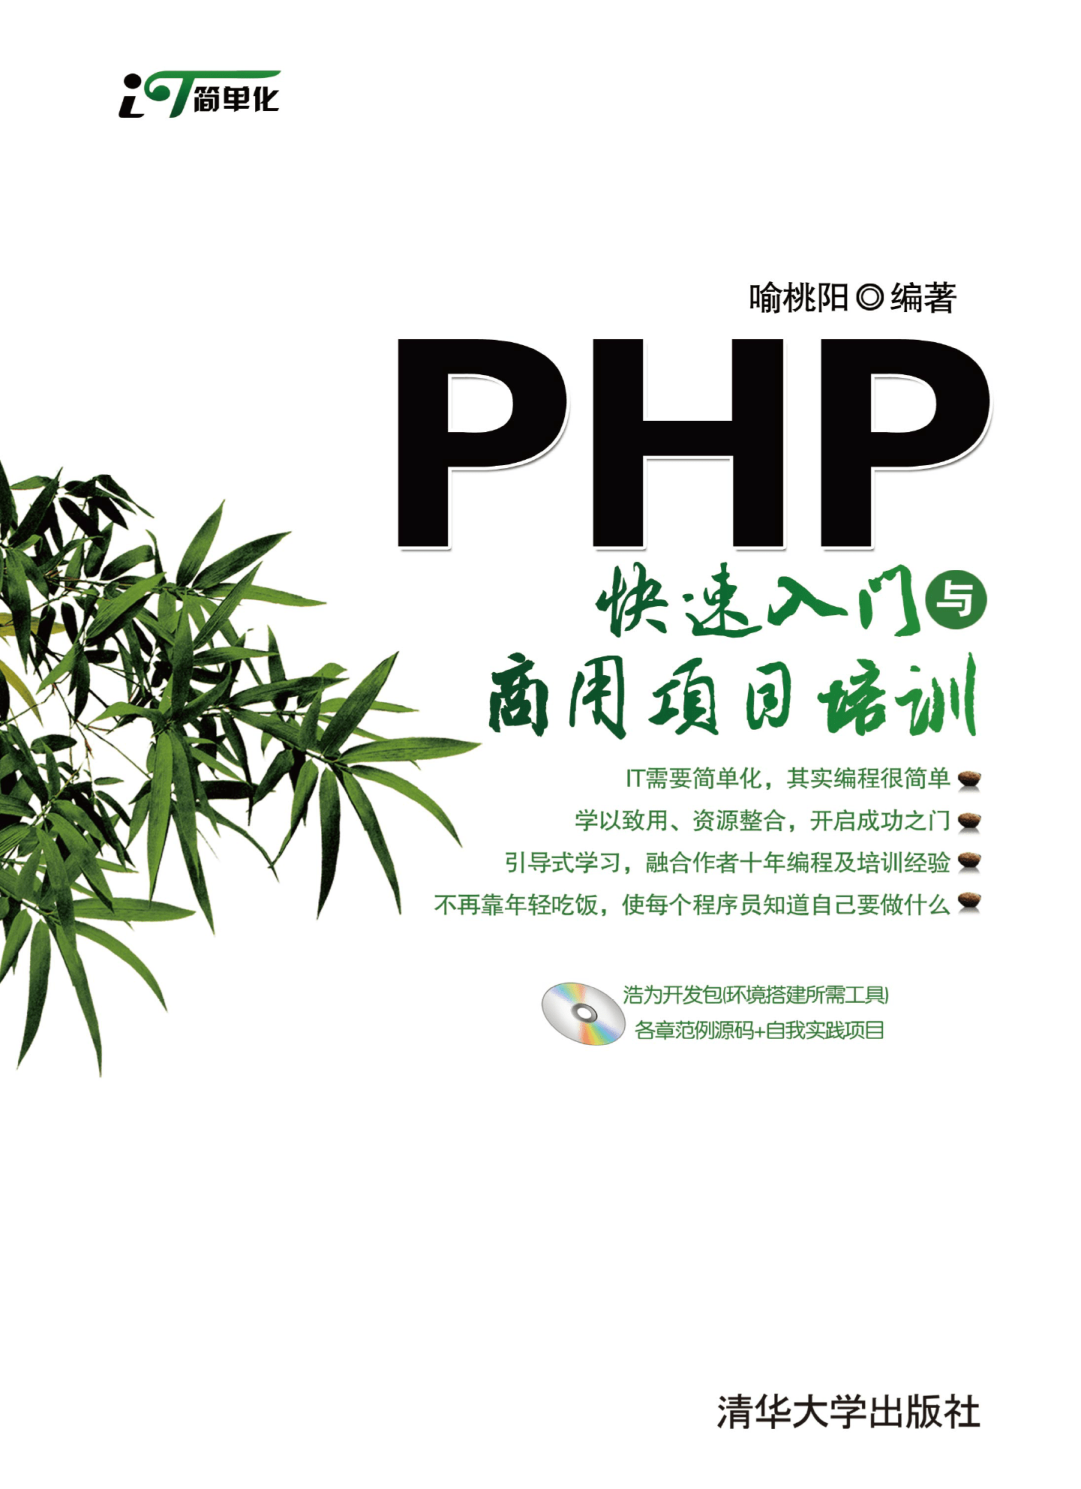 iT简单化
喻桃阳◎编著
PHP
快速入门与
商用项目培训
IT需要简单化，其实编程很简单
学以致用、资源整合，开启成功之门
引导式学习，融合作者十年编程及培训经验
不再靠年轻吃饭，使每个程序员知道自己要做什么
浩为开发包(环境搭建所需工具)
各章范例源码+自我实践项目
清华大学出版社